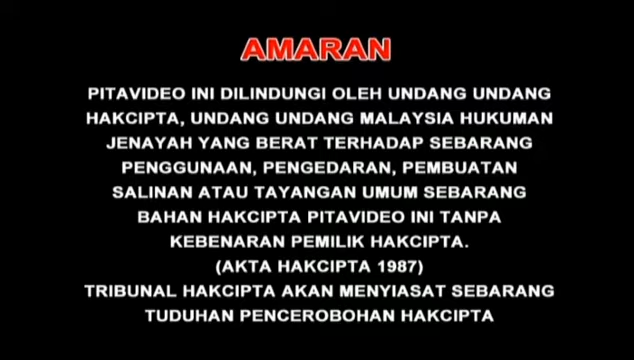 AMARAN
PITAVIDEO INI DILINDUNGI OLEH UNDANG UNDANG
HAKCIPTA, UNDANG UNDANG MALAYSIA HUKUMAN
JENAYAH YANG BERAT TERHADAP SEBARANG
PENGGUNAAN, PENGEDARAN, PEMBUATAN
SALINAN ATAU TAYANGAN UMUM SEBARANG
BAHAN HAKCIPTA PITAVIDEO INI TANPA
KEBENARAN PEMILIK HAKCIPTA.
(AKTA HAKCIPTA 1987)
TRIBUNAL HAKCIPTA AKAN MENYIASAT SEBARANG
TUDUHAN PENCEROBOHAN HAKCIPTA